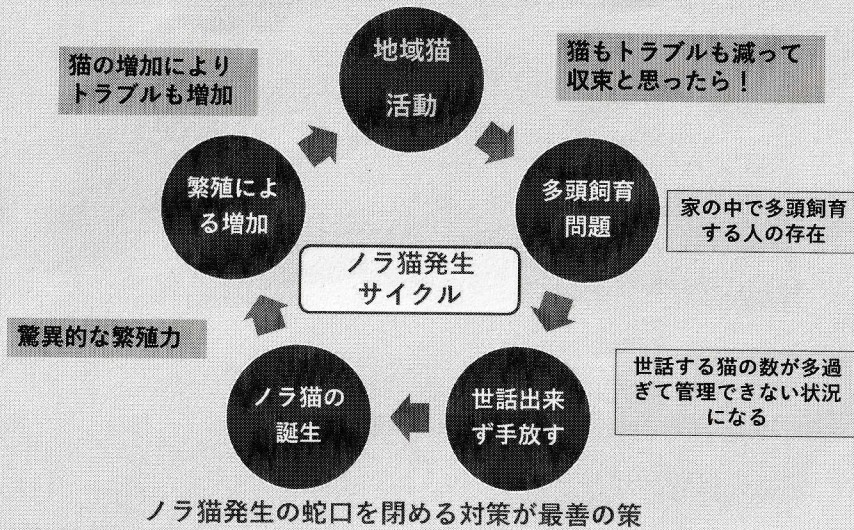 地域猫
活動
猫の増加により
トラブルも増加
猫もトラブルも減って
収束と思ったら！
繁殖によ
る増加
多頭飼育
問題
家の中で多頭飼育
する人の存在
ノラ猫発生
サイクル
驚異的な繁殖力
世話する猫の数が多過
ぎて管理できない状況
になる
ノラ猫の
誕生
世話出来
ず手放す
ノラ猫発生の蛇口を閉める対策が最善の策